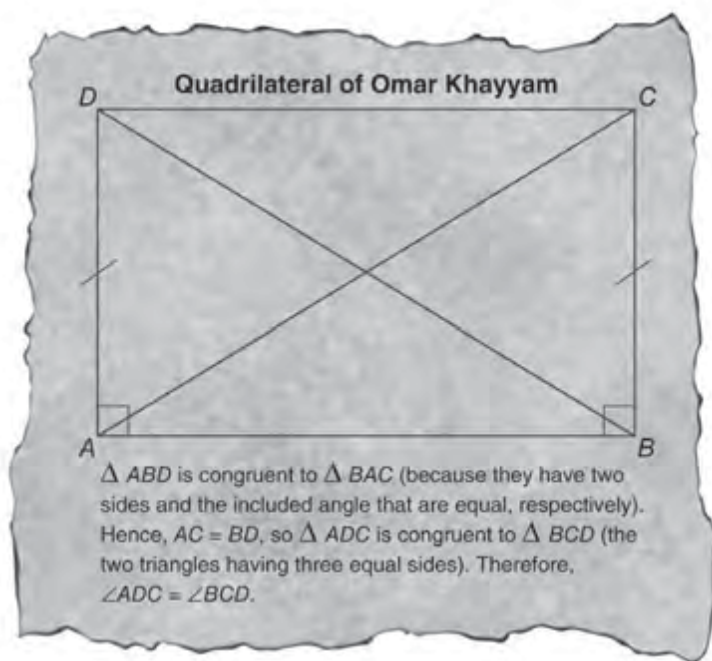 Quadrilateral of Omar Khayyam
D
C
A
B
Δ ABD is congruent to Δ BAC (because they have two
sides and the included angle that are equal, respectively).
Hence, AC = BD, so Δ ADC is congruent to Δ BCD (the
two triangles having three equal sides). Therefore,
∠ADC = ∠BCD.